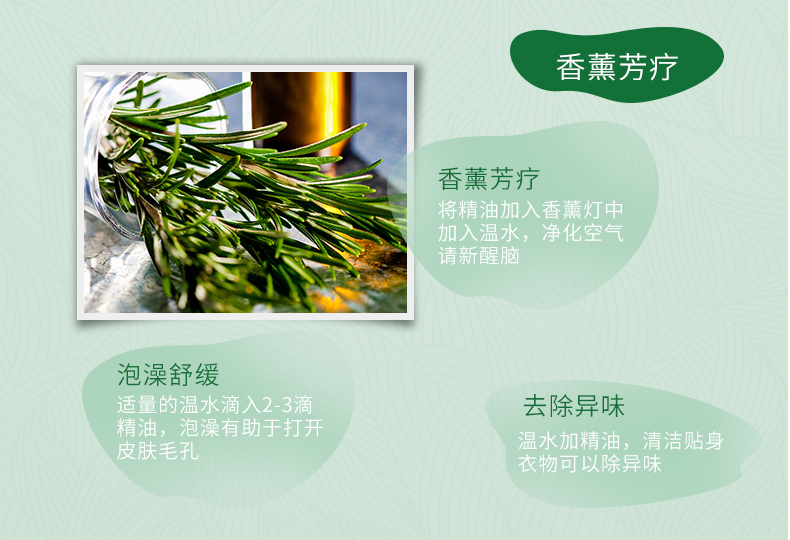 香薰芳疗
香薰芳疗
将精油加入香薰灯中
加入温水，净化空气
请新醒脑
泡澡舒缓
适量的温水滴入2-3滴
精油，泡澡有助于打开
皮肤毛孔
去除异味
温水加精油，清洁贴身
衣物可以除异味